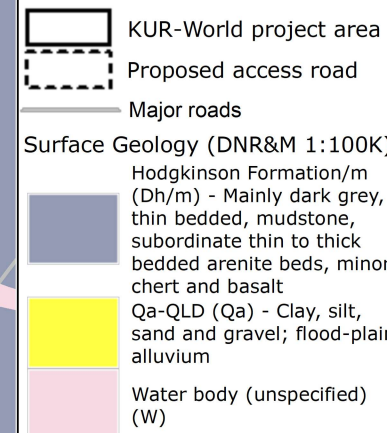 KUR-World project area
Proposed access road
Major roads
Surface Geology (DNR&M 1:100K)
Hodgkinson Formation/m
(Dh/m) - Mainly dark grey,
thin bedded, mudstone,
subordinate thin to thick
bedded arenite beds, minor
chert and basalt
Qa-QLD (Qa) - Clay, silt,
sand and gravel; flood-plain
alluvium
Water body (unspecified)
(W)